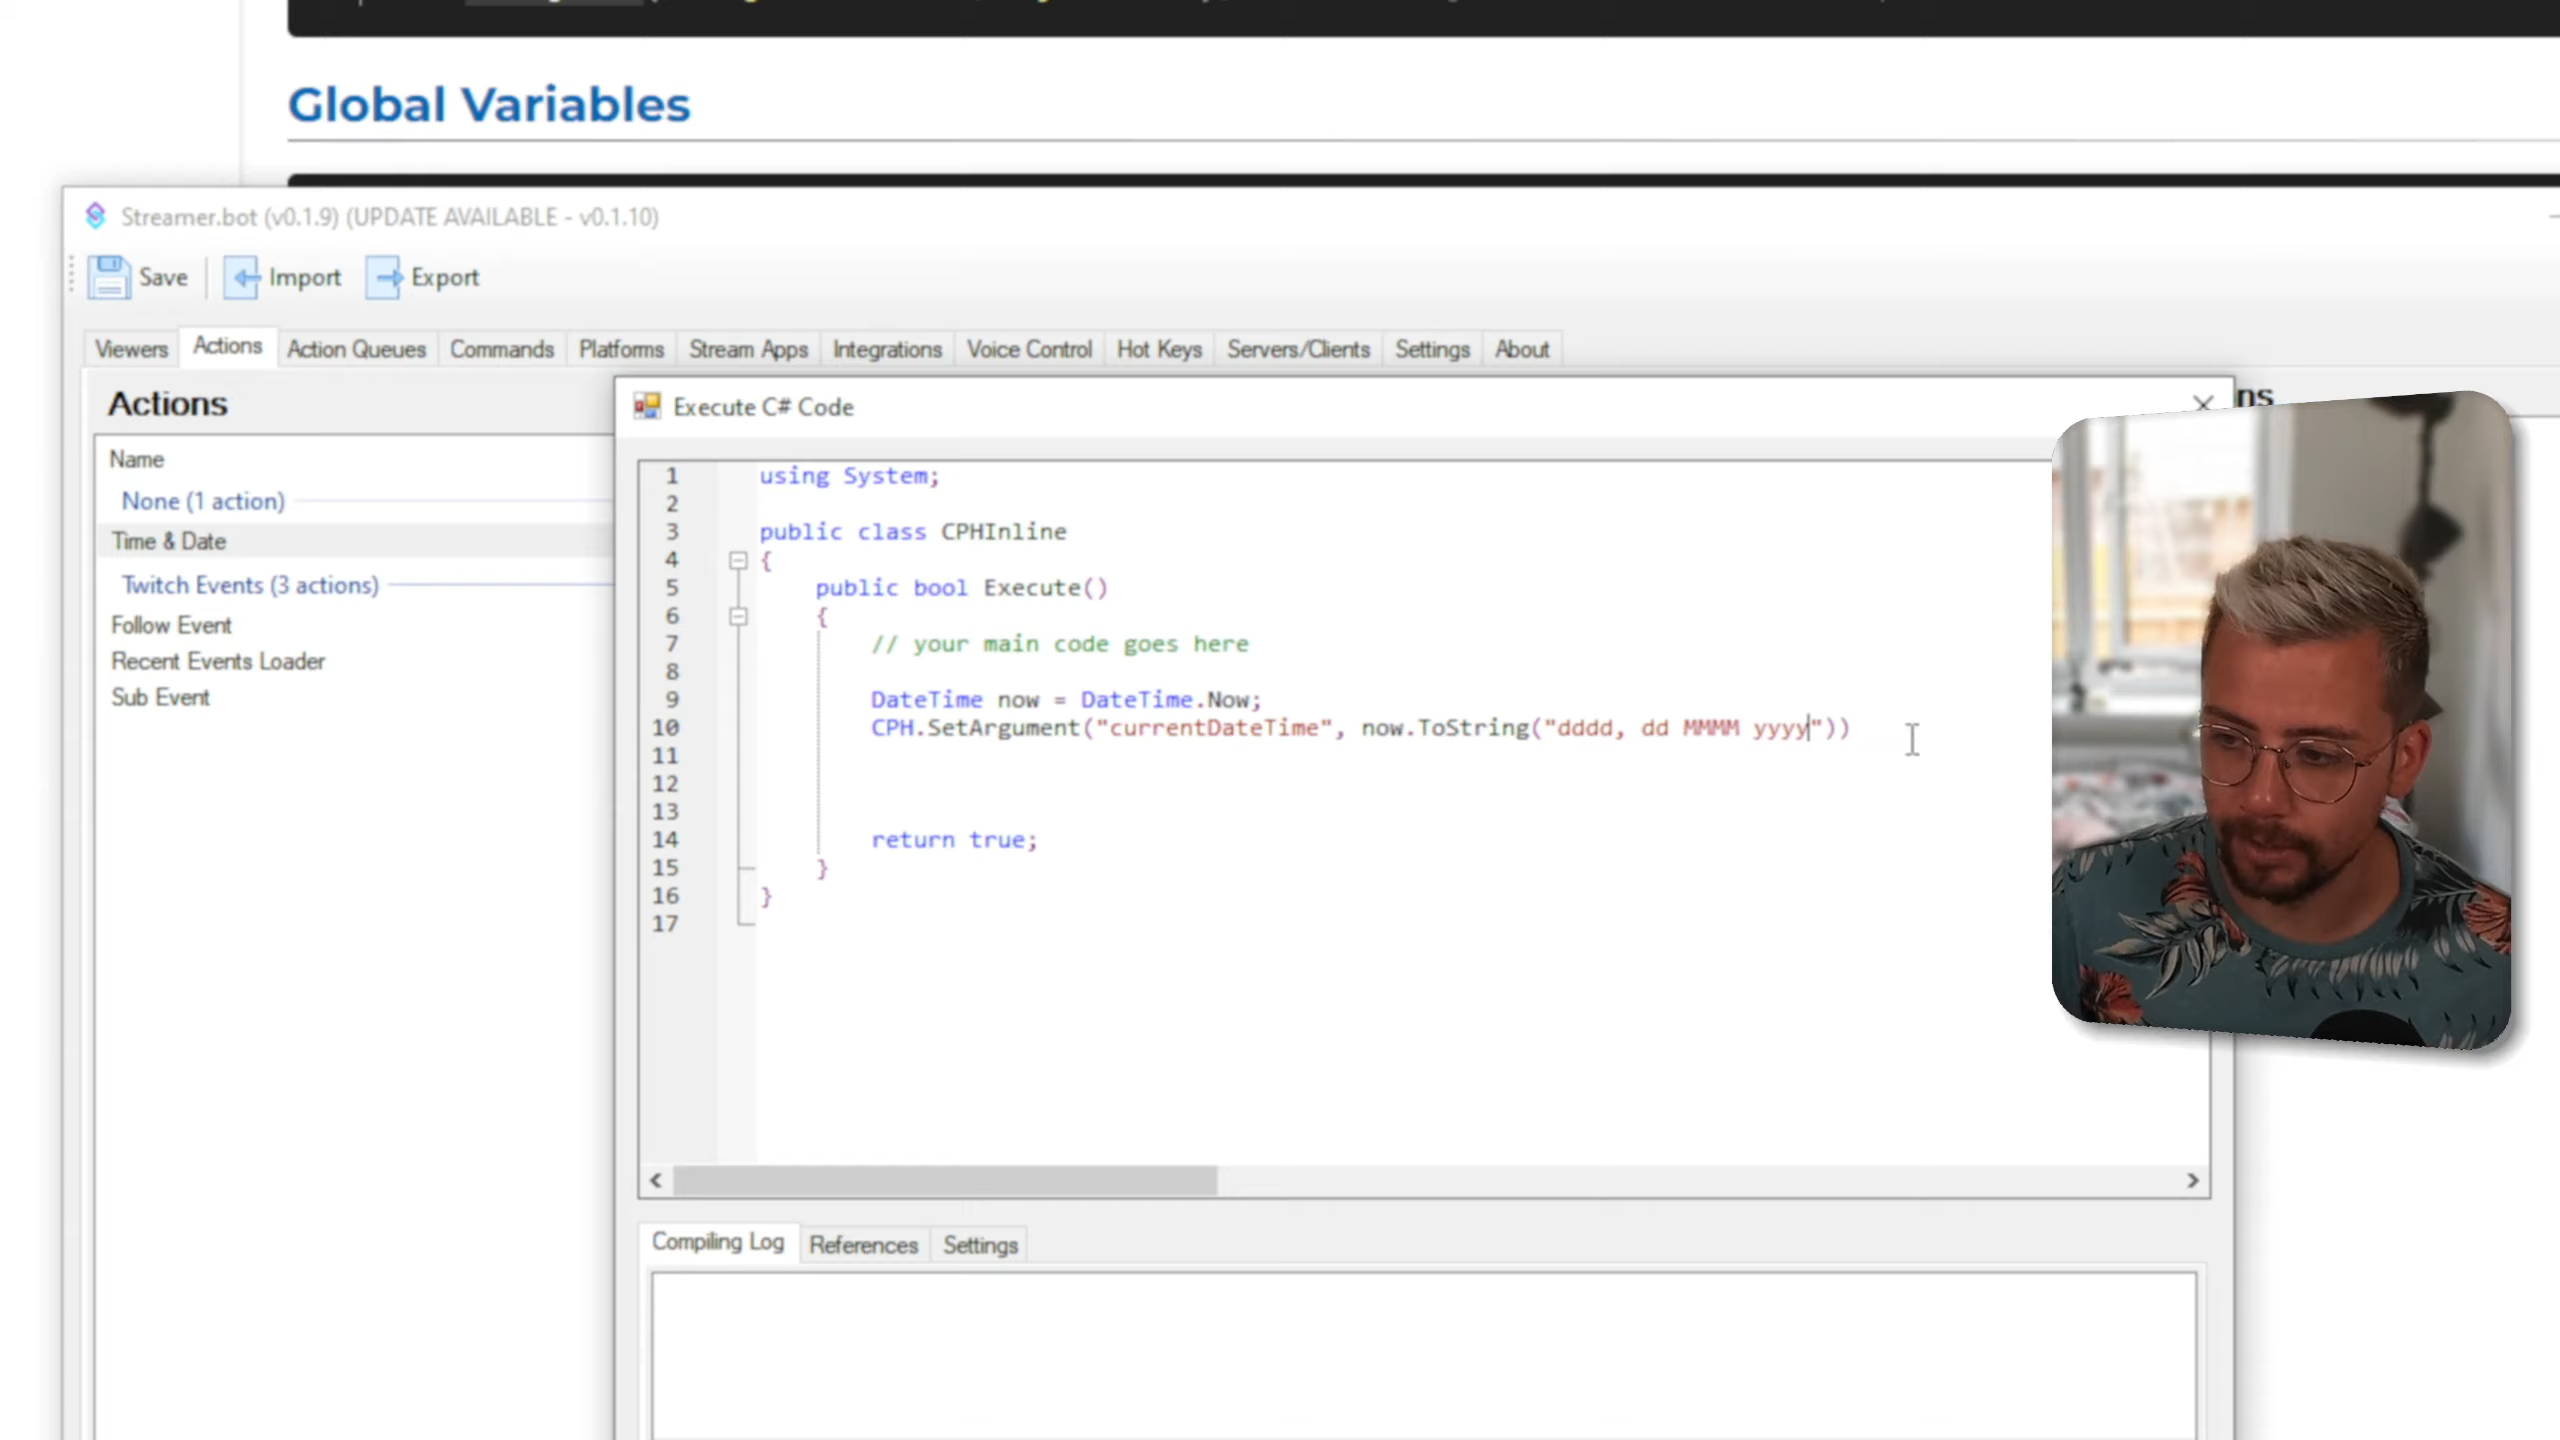 Global Variables
Streamer.bot (v0.1.9) (UPDATE AVAILABLE - v0.1.10)
Save Import Export
Viewers Actions Action Queues Commands Platforms Stream Apps Integrations Voice Control Hot Keys Servers/Clients Settings About
Actions
ns
Execute C# Code
Name
None (1 action)
Time & Date
Twitch Events (3 actions)
Follow Event
Recent Events Loader
Sub Event
1 using System;
2
3 public class CPHInline
4 {
5 public bool Execute()
6 {
7 // your main code goes here
8
9 DateTime now = DateTime.Now;
10 CPH.SetArgument("currentDateTime", now.ToString("dddd, dd MMMM yyyy"))
11
12
13
14 return true;
15 }
16 }
17
Compiling Log References Settings